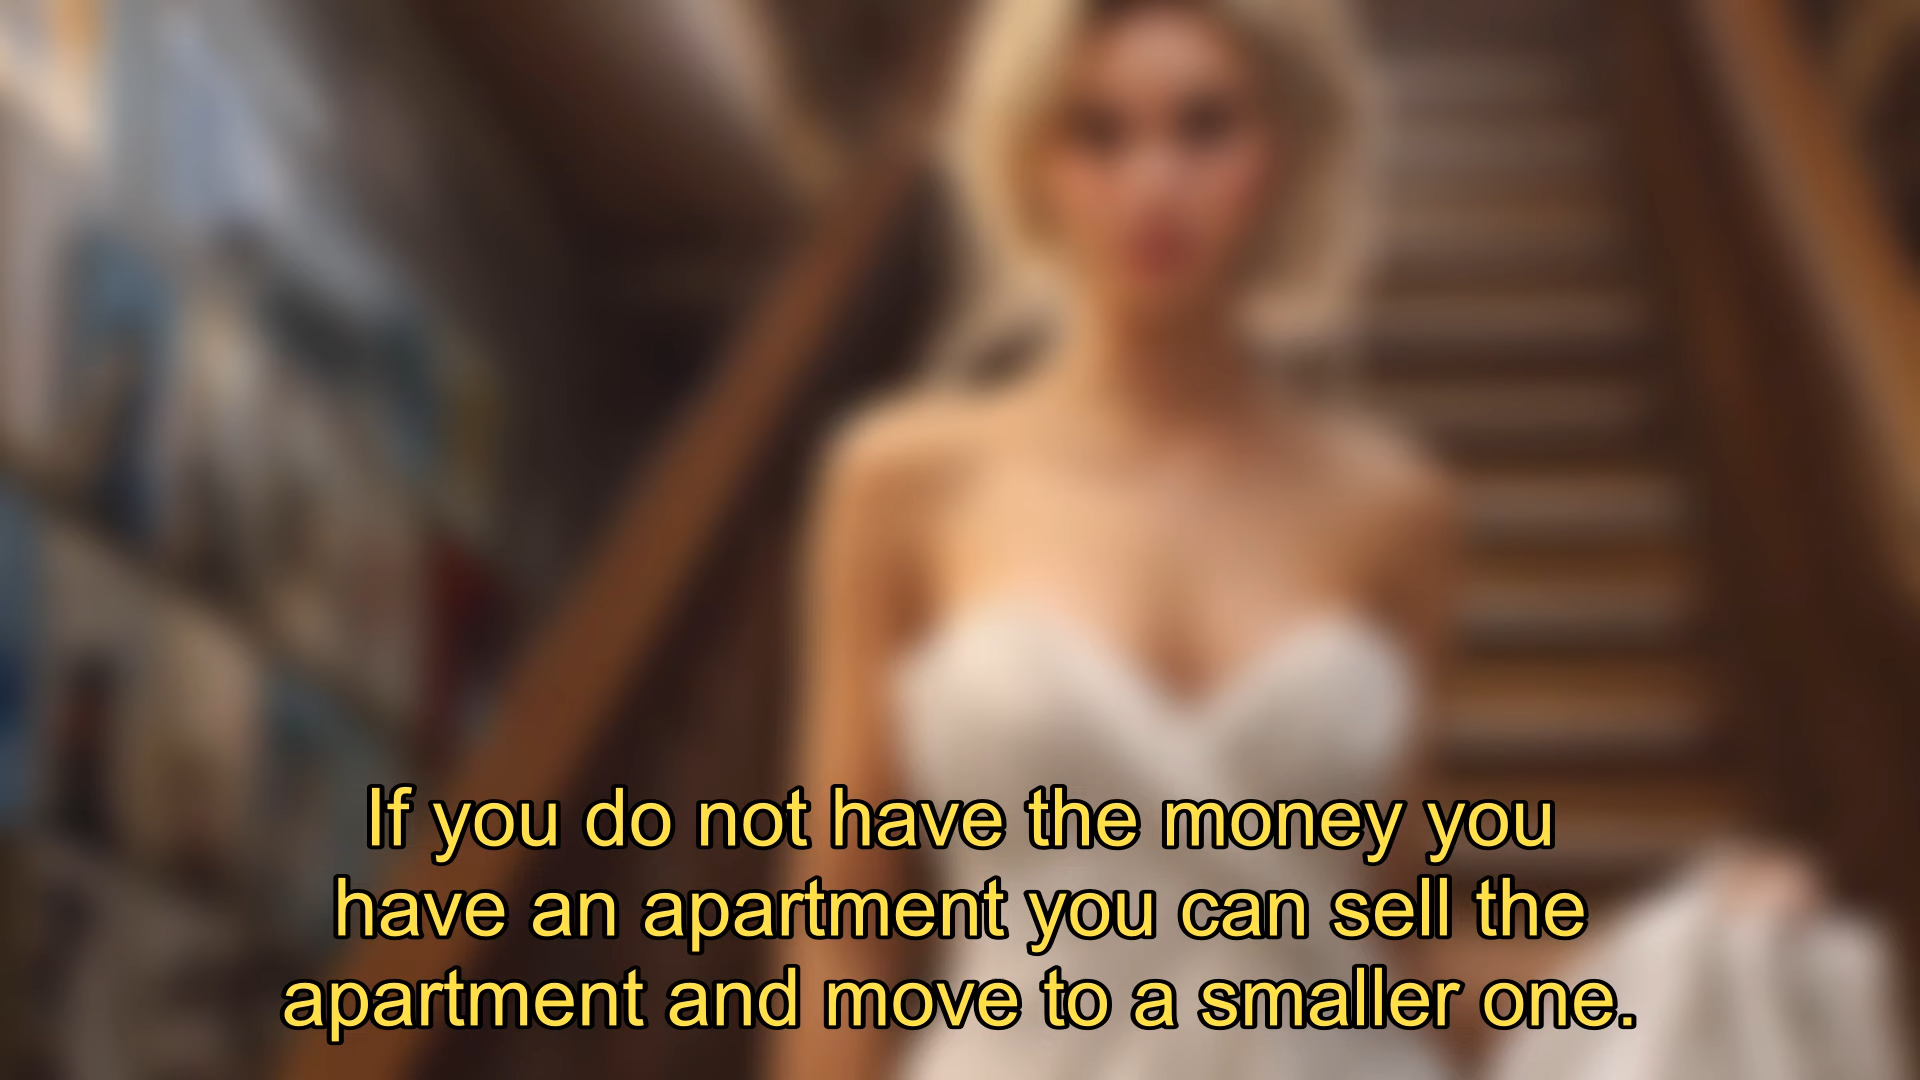 If you do not have the money you
have an apartment you can sell the
apartment and move to a smaller one.